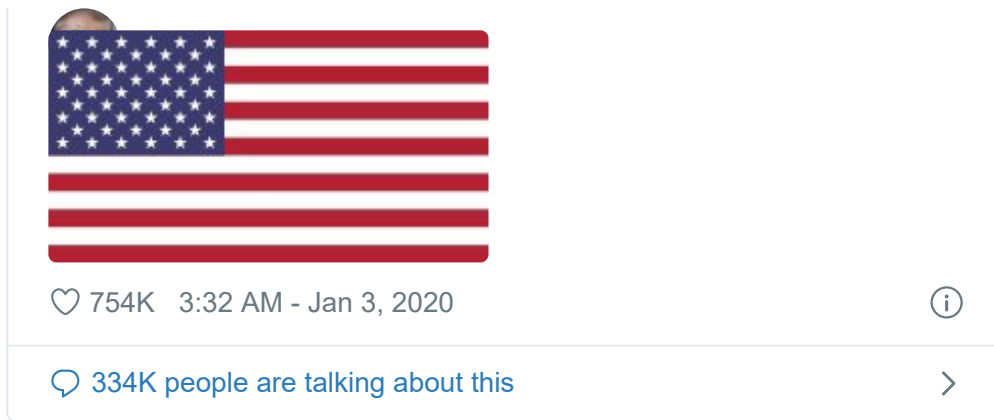 754K 3:32 AM - Jan 3, 2020
334K people are talking about this